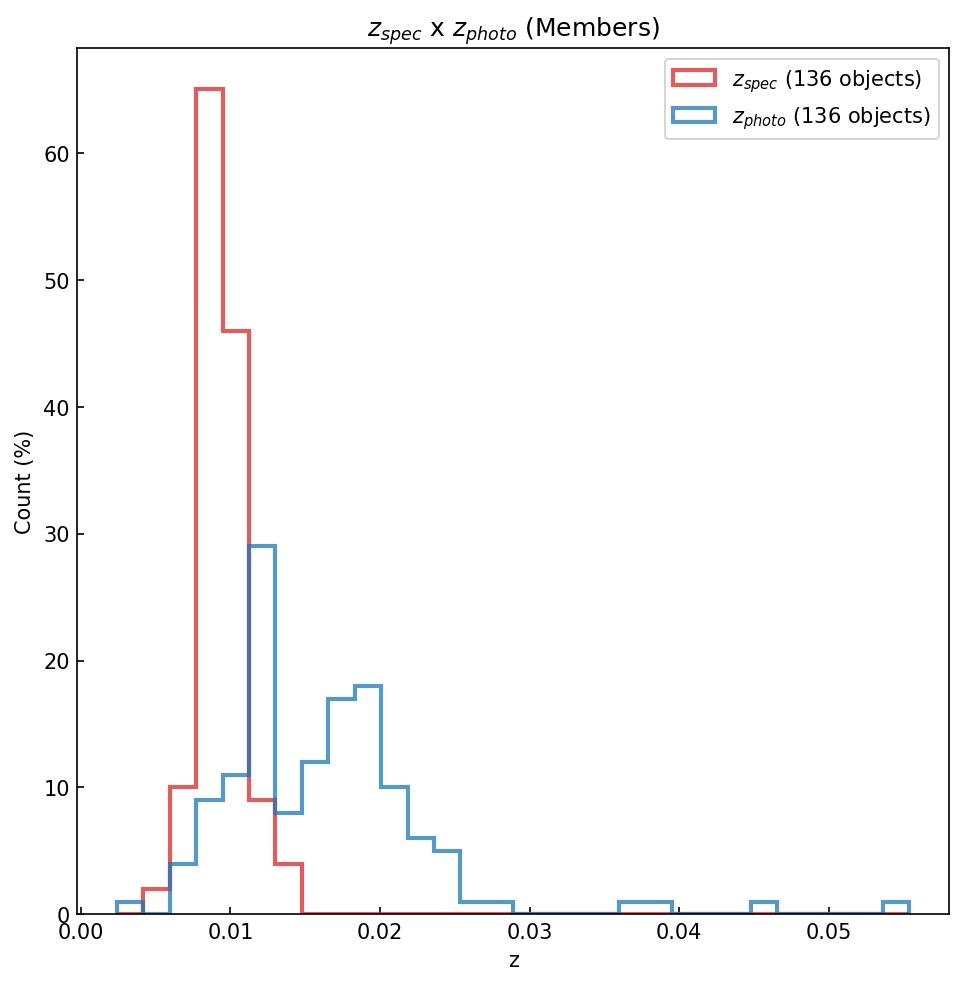 z_spec x z_photo (Members)
z_spec (136 objects)
z_photo (136 objects)
60
50
40
30
20
10
0
Count (%)
0.00 0.01 0.02 0.03 0.04 0.05
z